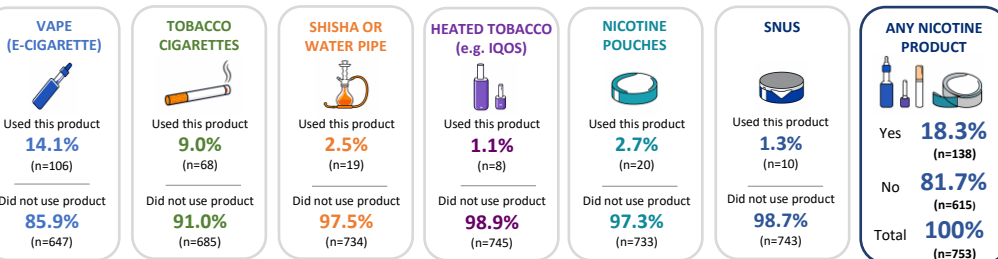 VAPE
(E-CIGARETTE)
Used this product
14.1%
(n=106)
Did not use product
85.9%
(n=647)
TOBACCO
CIGARETTES
Used this product
9.0%
(n=68)
Did not use product
91.0%
(n=685)
SHISHA OR
WATER PIPE
Used this product
2.5%
(n=19)
Did not use product
97.5%
(n=734)
HEATED TOBACCO
(e.g. IQOS)
Used this product
1.1%
(n=8)
Did not use product
98.9%
(n=745)
NICOTINE
POUCHES
Used this product
2.7%
(n=20)
Did not use product
97.3%
(n=733)
SNUS
Used this product
1.3%
(n=10)
Did not use product
98.7%
(n=743)
ANY NICOTINE
PRODUCT
Yes 18.3%
(n=138)
No 81.7%
(n=615)
Total 100%
(n=753)